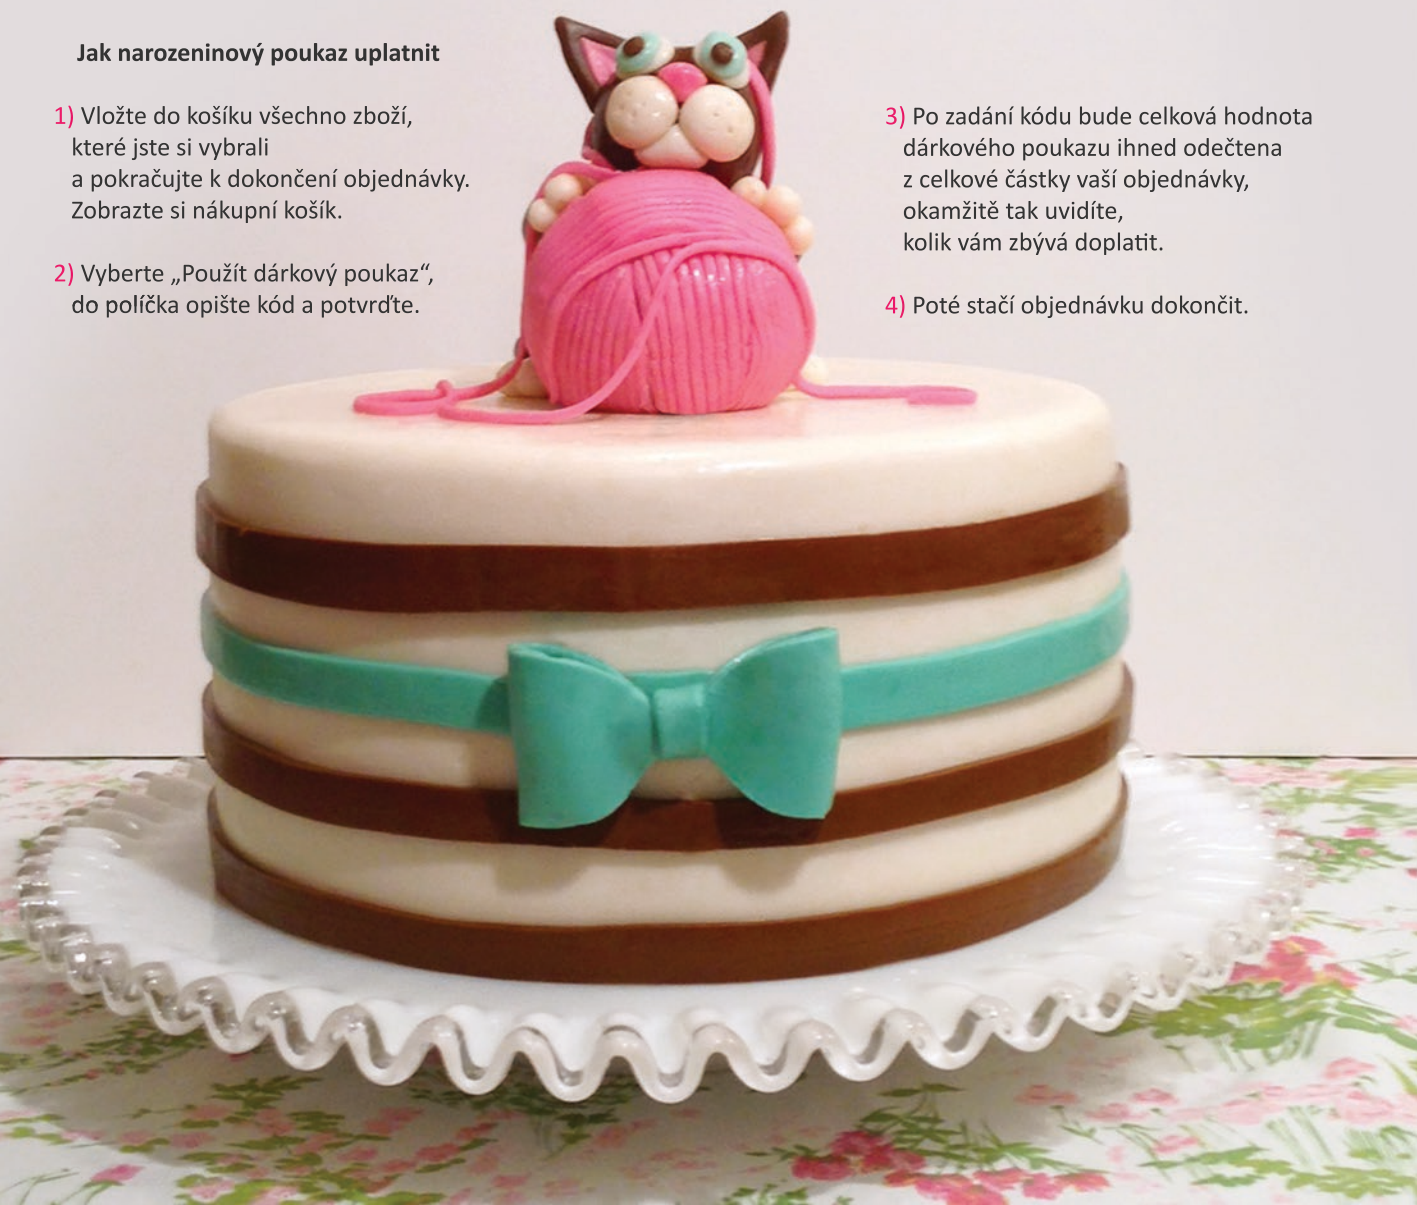 Jak narozeninový poukaz uplatnit
1) Vložte do košíku všechno zboží,
které jste si vybrali
a pokračujte k dokončení objednávky.
Zobrazte si nákupní košík.
2) Vyberte „Použít dárkový poukaz“,
do políčka opište kód a potvrďte.
3) Po zadání kódu bude celková hodnota
dárkového poukazu ihned odečtena
z celkové částky vaší objednávky,
okamžitě tak uvidíte,
kolik vám zbývá doplatit.
4) Poté stačí objednávku dokončit.